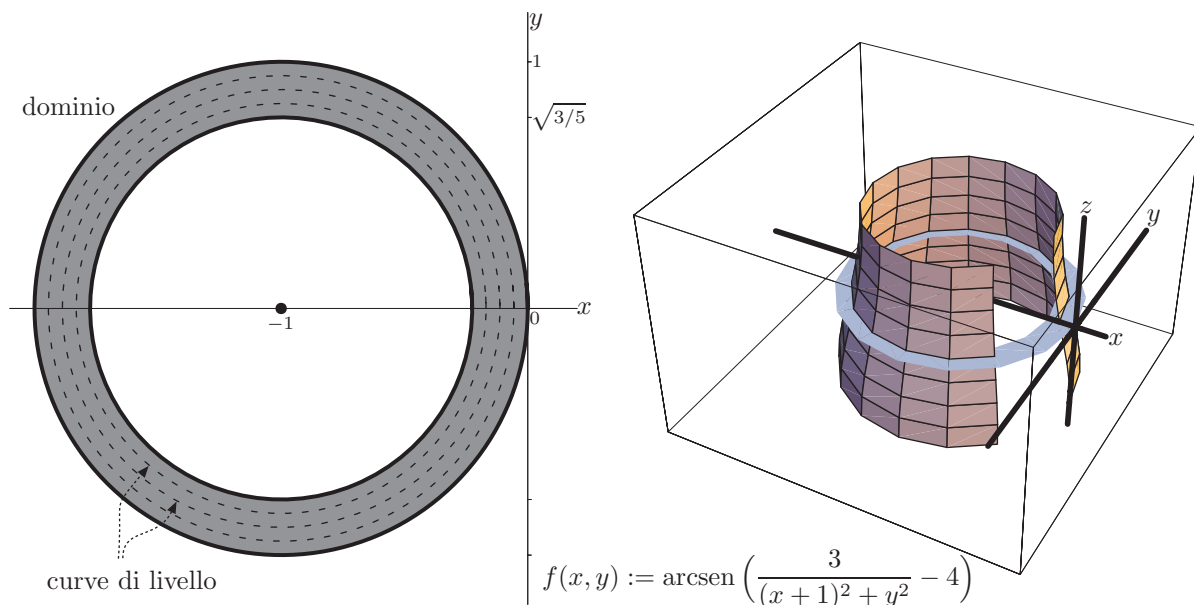 y
1
dominio
√3/5
x
−1
0
curve di livello
z
y
x
f(x, y) := arcsen ( 3 / ((x + 1)² + y²) − 4 )